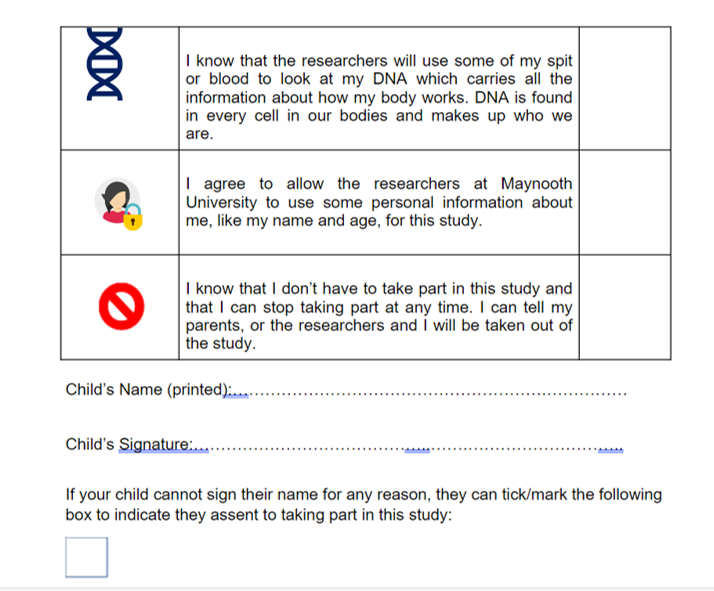 I know that the researchers will use some of my spit
or blood to look at my DNA which carries all the
information about how my body works. DNA is found
in every cell in our bodies and makes up who we
are.
I agree to allow the researchers at Maynooth
University to use some personal information about
me, like my name and age, for this study.
I know that I don't have to take part in this study and
that I can stop taking part at any time. I can tell my
parents, or the researchers and I will be taken out of
the study.
Child's Name (printed):...............................................................................
Child's Signature:.......................................................................................
If your child cannot sign their name for any reason, they can tick/mark the following
box to indicate they assent to taking part in this study: